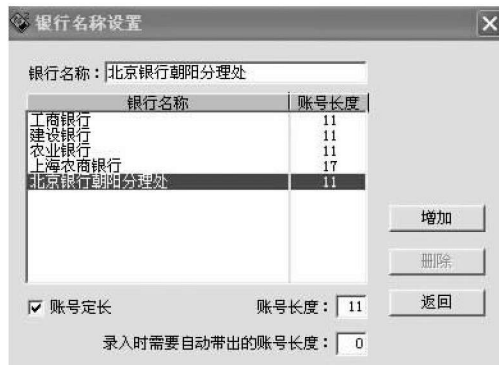 银行名称设置
银行名称：北京银行朝阳分理处
银行名称 账号长度
工商银行 11
建设银行 11
农业银行 11
上海农商银行 17
北京银行朝阳分理处 11
增加
删除
账号定长 账号长度： 11 返回
录入时需要自动带出的账号长度： 0